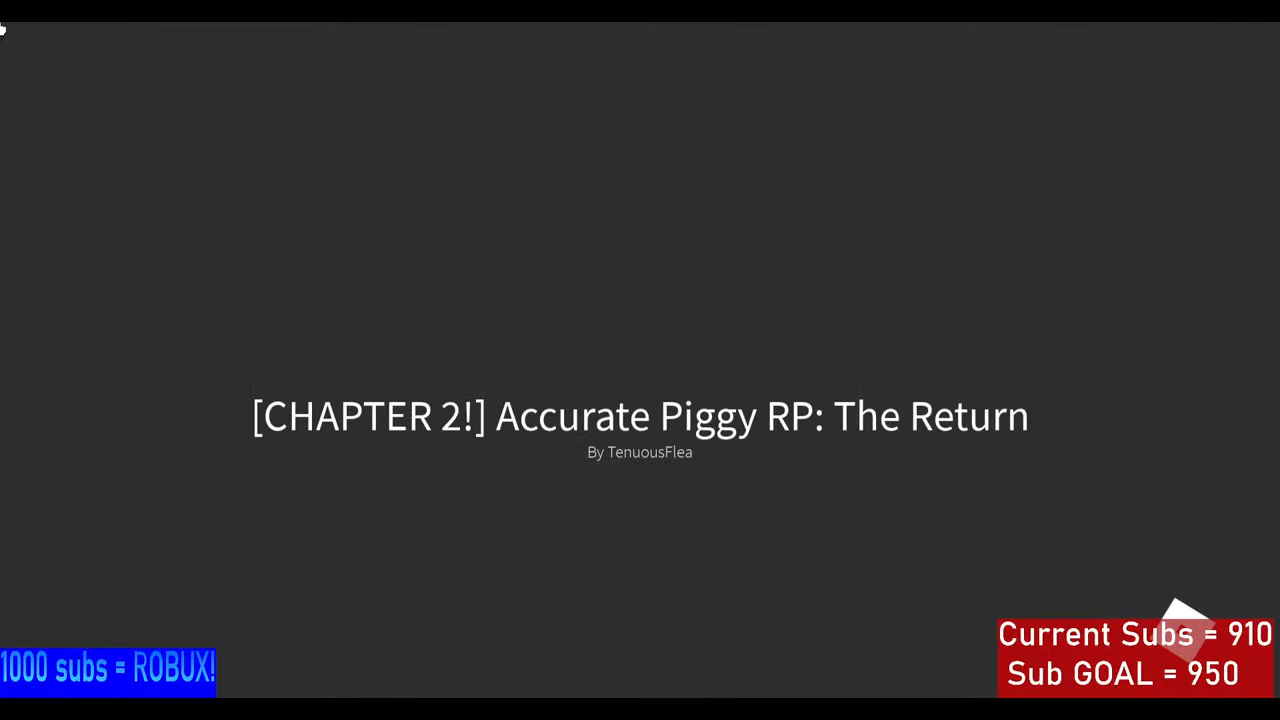 [CHAPTER 2!] Accurate Piggy RP: The Return
By TenuousFlea
1000 subs = ROBUX!
Current Subs = 910
Sub GOAL = 950